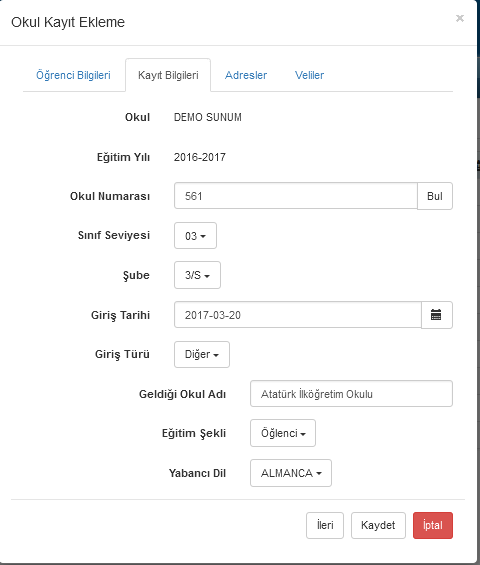 Okul Kayıt Ekleme ×
Öğrenci Bilgileri Kayıt Bilgileri Adresler Veliler
Okul DEMO SUNUM
Eğitim Yılı 2016-2017
Okul Numarası 561 Bul
Sınıf Seviyesi 03
Şube 3/S
Giriş Tarihi 2017-03-20
Giriş Türü Diğer
Geldiği Okul Adı Atatürk İlköğretim Okulu
Eğitim Şekli Öğlenci
Yabancı Dil ALMANCA
İleri Kaydet İptal